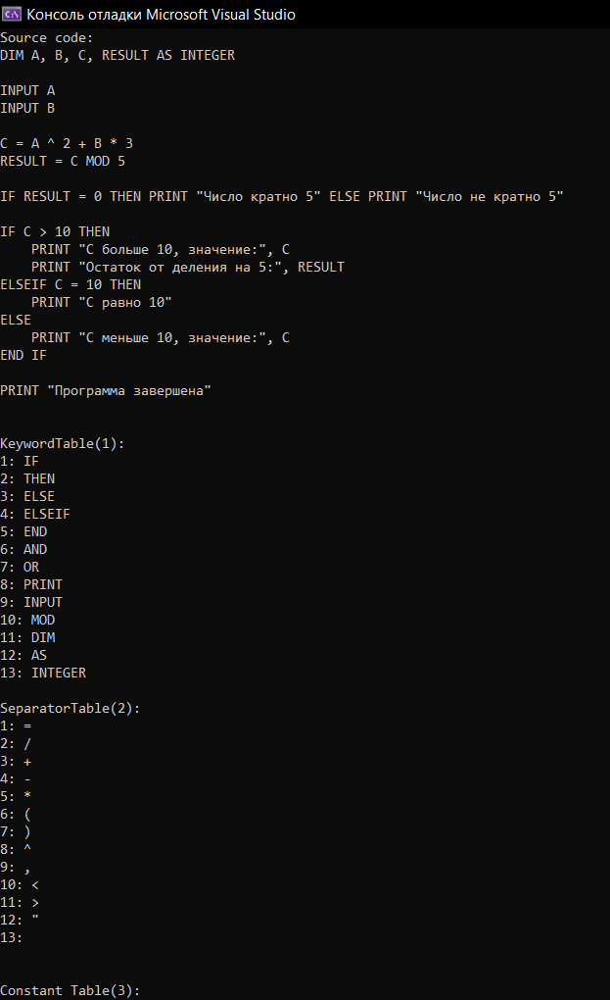 Консоль отладки Microsoft Visual Studio
Source code:
DIM A, B, C, RESULT AS INTEGER
INPUT A
INPUT B
C = A ^ 2 + B * 3
RESULT = C MOD 5
IF RESULT = 0 THEN PRINT "Число кратно 5" ELSE PRINT "Число не кратно 5"
IF C > 10 THEN
    PRINT "C больше 10, значение:", C
    PRINT "Остаток от деления на 5:", RESULT
ELSEIF C = 10 THEN
    PRINT "C равно 10"
ELSE
    PRINT "C меньше 10, значение:", C
END IF
PRINT "Программа завершена"
KeywordTable(1):
1: IF
2: THEN
3: ELSE
4: ELSEIF
5: END
6: AND
7: OR
8: PRINT
9: INPUT
10: MOD
11: DIM
12: AS
13: INTEGER
SeparatorTable(2):
1: =
2: /
3: +
4: -
5: *
6: (
7: )
8: ^
9: ,
10: <
11: >
12: "
13:
Constant Table(3):